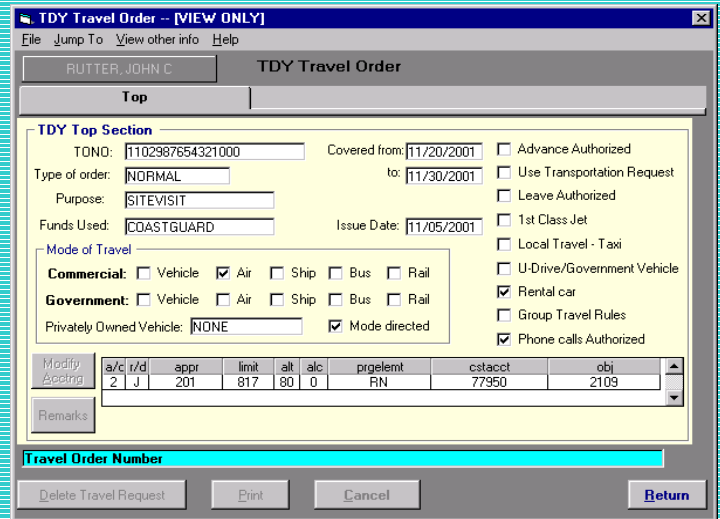 TDY Travel Order -- [VIEW ONLY]
File Jump To View other info Help
RUTTER, JOHN C TDY Travel Order
Top
TDY Top Section
TONO: 1102987654321000 Covered from: 11/20/2001 Advance Authorized
Type of order: NORMAL to: 11/30/2001 Use Transportation Request
Purpose: SITEVISIT Leave Authorized
Funds Used: COASTGUARD Issue Date: 11/05/2001 1st Class Jet
Mode of Travel Local Travel - Taxi
Commercial: Vehicle Air Ship Bus Rail U-Drive/Government Vehicle
Government: Vehicle Air Ship Bus Rail Rental car
Privately Owned Vehicle: NONE Mode directed Group Travel Rules
Phone calls Authorized
Modify Acctng
a/c r/d appr limit alt alc prgelemt cstacct obj
2 J 201 817 80 0 RN 77950 2109
Remarks
Travel Order Number
Delete Travel Request Print Cancel Return